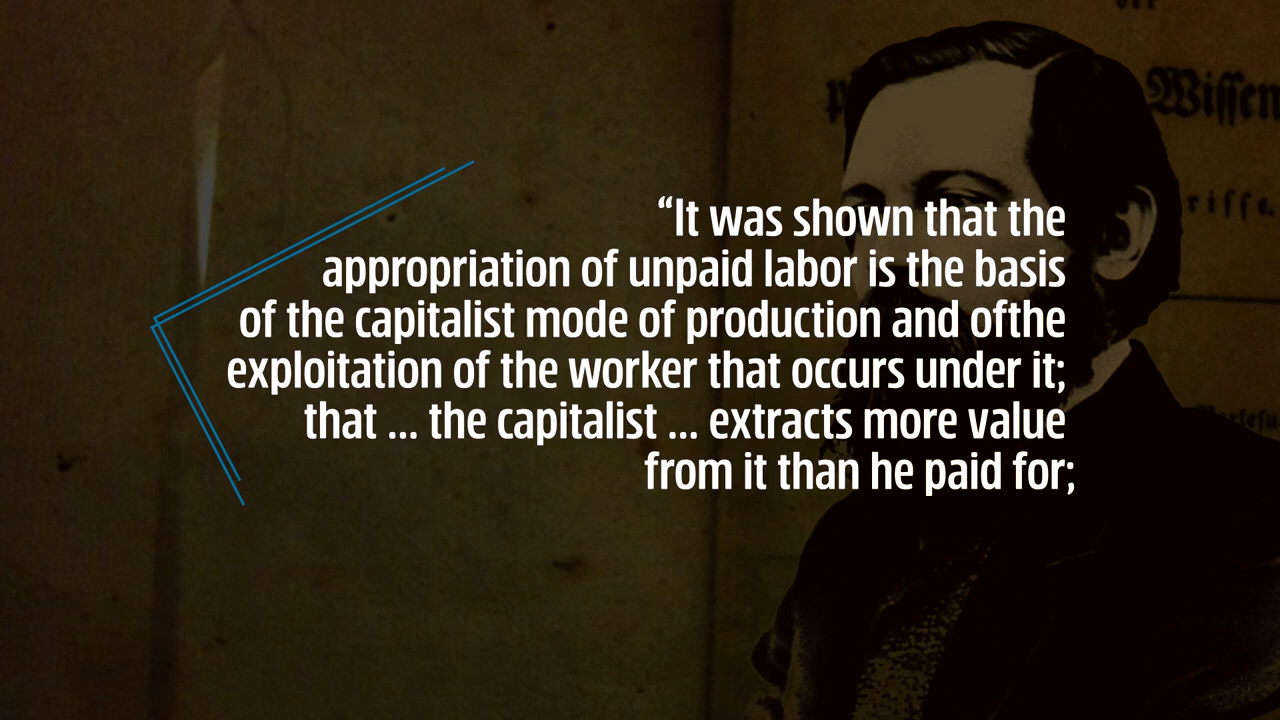 der
Wissen
risse.
“It was shown that the
appropriation of unpaid labor is the basis
of the capitalist mode of production and ofthe
exploitation of the worker that occurs under it;
that ... the capitalist ... extracts more value
from it than he paid for;